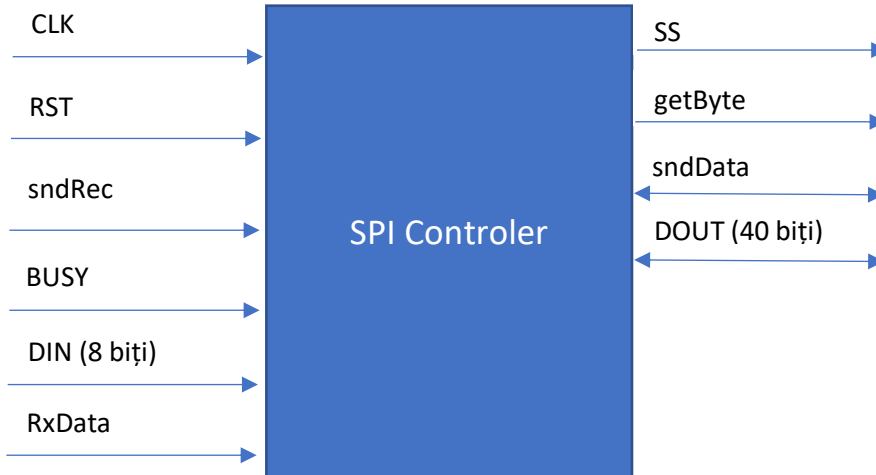 CLK
RST
sndRec
BUSY
DIN (8 biți)
RxData
SPI Controler
SS
getByte
sndData
DOUT (40 biți)